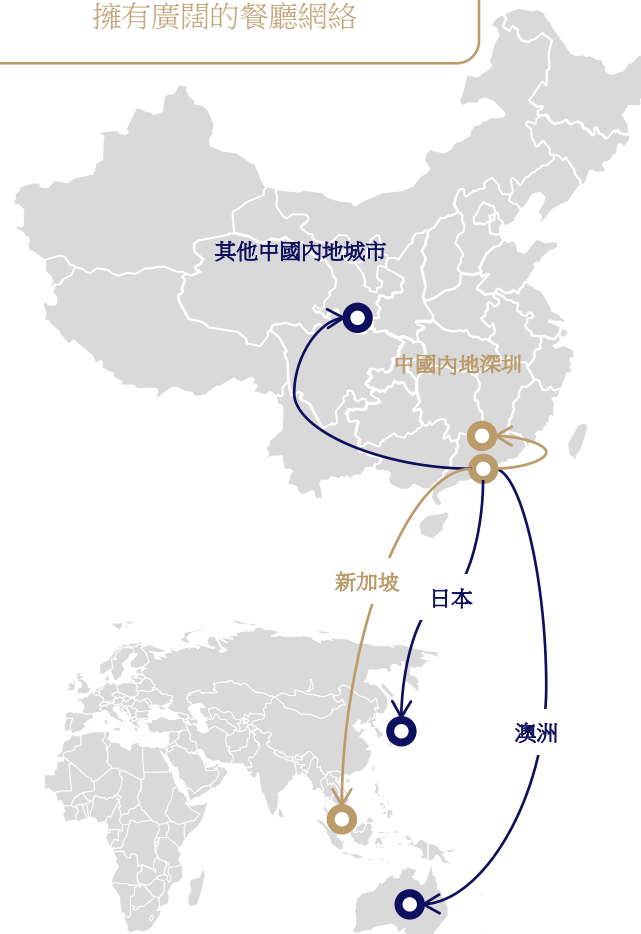 擁有廣闊的餐廳網絡
其他中國內地城市
中國內地深圳
新加坡
日本
澳洲